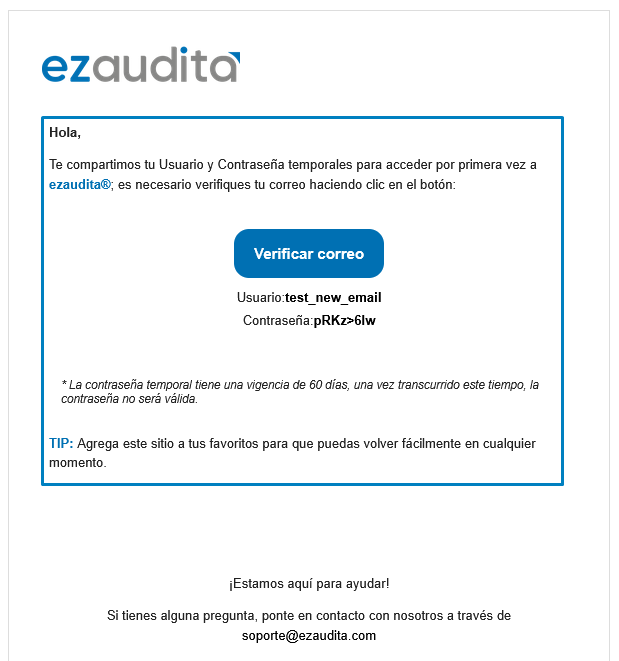 ezaudita
Hola,
Te compartimos tu Usuario y Contraseña temporales para acceder por primera vez a
ezaudita®; es necesario verifiques tu correo haciendo clic en el botón:
Verificar correo
Usuario:test_new_email
Contraseña:pRKz>6lw
* La contraseña temporal tiene una vigencia de 60 días, una vez transcurrido este tiempo, la
contraseña no será válida.
TIP: Agrega este sitio a tus favoritos para que puedas volver fácilmente en cualquier
momento.
¡Estamos aquí para ayudar!
Si tienes alguna pregunta, ponte en contacto con nosotros a través de
soporte@ezaudita.com